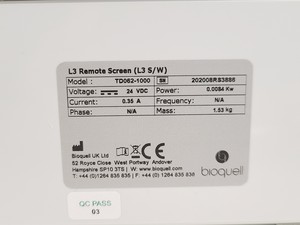 L3 Remote Screen (L3 S/W)
Model : TD062-1000 SN 202008RS3886
Voltage: 24 VDC Power: 0.0084 Kw
Current: 0.35 A Frequency: N/A
Phase: N/A Mass: 1.53 kg
Bioquell UK Ltd
52 Royce Close West Portway Andover
Hampshire SP10 3TS | W: www.bioquell.com
T: +44 (0)1264 835 835 | F: +44 (0)1264 835 836
bioquell
QC PASS
03